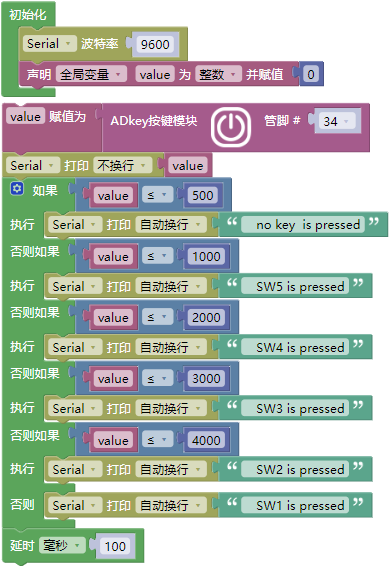 初始化
Serial 波特率 9600
声明 全局变量 value 为 整数 并赋值 0
value 赋值为 ADkey按键模块 管脚 # 34
Serial 打印 不换行 value
如果 value ≤ 500
执行 Serial 打印 自动换行 “ no key is pressed ”
否则如果 value ≤ 1000
执行 Serial 打印 自动换行 “ SW5 is pressed ”
否则如果 value ≤ 2000
执行 Serial 打印 自动换行 “ SW4 is pressed ”
否则如果 value ≤ 3000
执行 Serial 打印 自动换行 “ SW3 is pressed ”
否则如果 value ≤ 4000
执行 Serial 打印 自动换行 “ SW2 is pressed ”
否则 Serial 打印 自动换行 “ SW1 is pressed ”
延时 毫秒 100